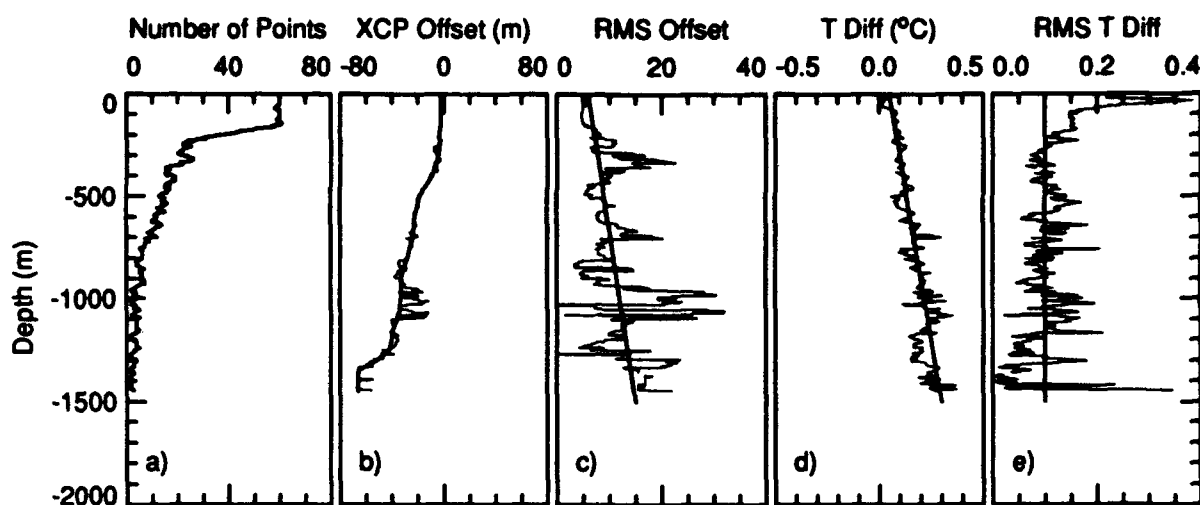 Number of Points XCP Offset (m) RMS Offset T Diff (ºC) RMS T Diff
0 40 80 -80 0 80 0 20 40 -0.5 0.0 0.5 0.0 0.2 0.4
0
-500
-1000
-1500
-2000
Depth (m)
a) b) c) d) e)